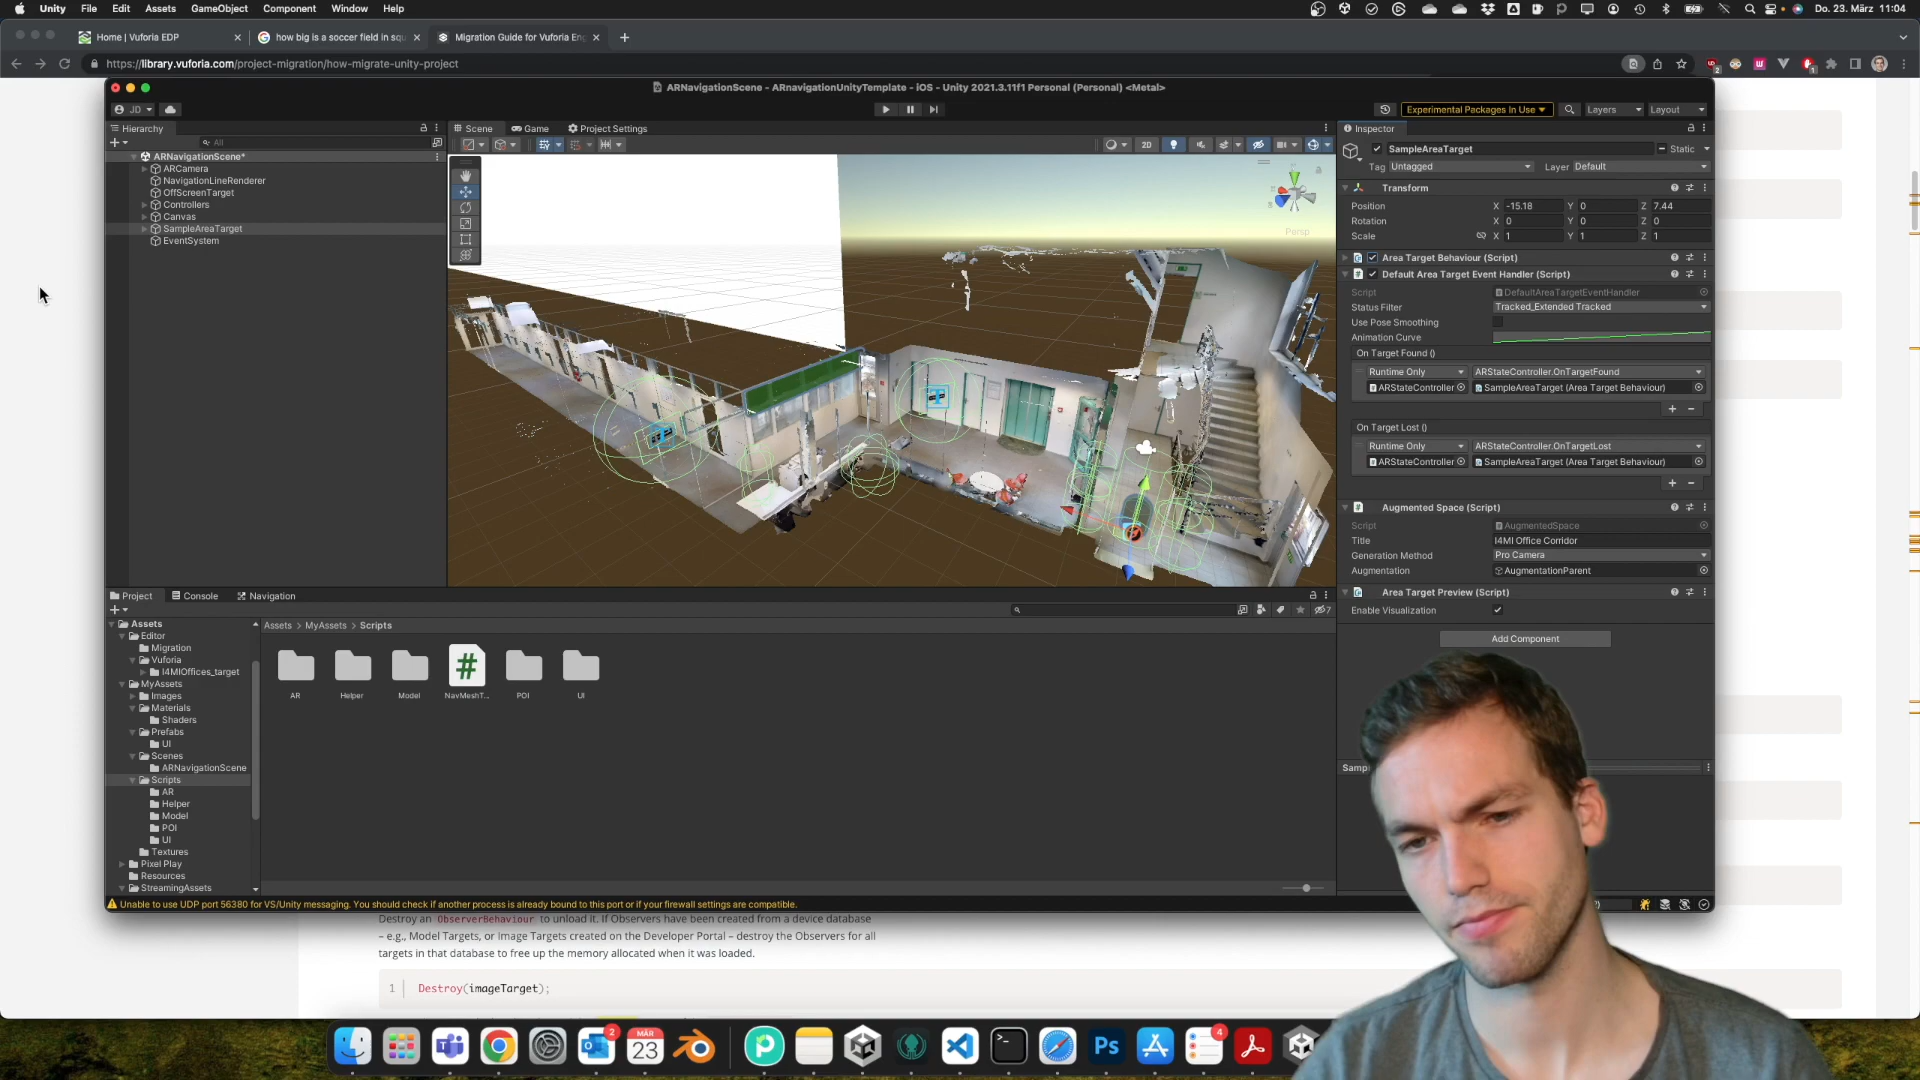 Unity File Edit Assets GameObject Component Window Help Do. 23. März 11:04
Home | Vuforia EDP how big is a soccer field in squ Migration Guide for Vuforia En
https://library.vuforia.com/project-migration/how-migrate-unity-project
ARNavigationScene - ARnavigationUnityTemplate - iOS - Unity 2021.3.11f1 Personal (Personal) <Metal>
JD Experimental Packages In Use Layers Layout
Hierarchy
All
ARNavigationScene*
ARCamera
NavigationLineRenderer
OffScreenTarget
Controllers
Canvas
SampleAreaTarget
EventSystem
Scene Game Project Settings
2D
Persp
Inspector
SampleAreaTarget Static
Tag Untagged Layer Default
Transform
Position X -15.18 Y 0 Z 7.44
Rotation X 0 Y 0 Z 0
Scale X 1 Y 1 Z 1
Area Target Behaviour (Script)
Default Area Target Event Handler (Script)
Script DefaultAreaTargetEventHandler
Status Filter Tracked_Extended Tracked
Use Pose Smoothing
Animation Curve
On Target Found ()
Runtime Only ARStateController.OnTargetFound
ARStateController SampleAreaTarget (Area Target Behaviour)
On Target Lost ()
Runtime Only ARStateController.OnTargetLost
ARStateController SampleAreaTarget (Area Target Behaviour)
Augmented Space (Script)
Script AugmentedSpace
Title I4MI Office Corridor
Generation Method Pro Camera
Augmentation AugmentationParent
Area Target Preview (Script)
Enable Visualization
Add Component
Samp
Project Console Navigation
7
Assets
Editor
Migration
Vuforia
I4MIOffices_target
MyAssets
Images
Materials
Shaders
Prefabs
UI
Scenes
ARNavigationScene
Scripts
AR
Helper
Model
POI
UI
Textures
Pixel Play
Resources
StreamingAssets
Assets > MyAssets > Scripts
AR Helper Model NavMeshT... POI UI
Unable to use UDP port 56380 for VS/Unity messaging. You should check if another process is already bound to this port or if your firewall settings are compatible.
Destroy an ObserverBehaviour to unload it. If Observers have been created from a device database
– e.g., Model Targets, or Image Targets created on the Developer Portal – destroy the Observers for all
targets in that database to free up the memory allocated when it was loaded.
1 Destroy(imageTarget);
2 MÄR 23 Ps 4